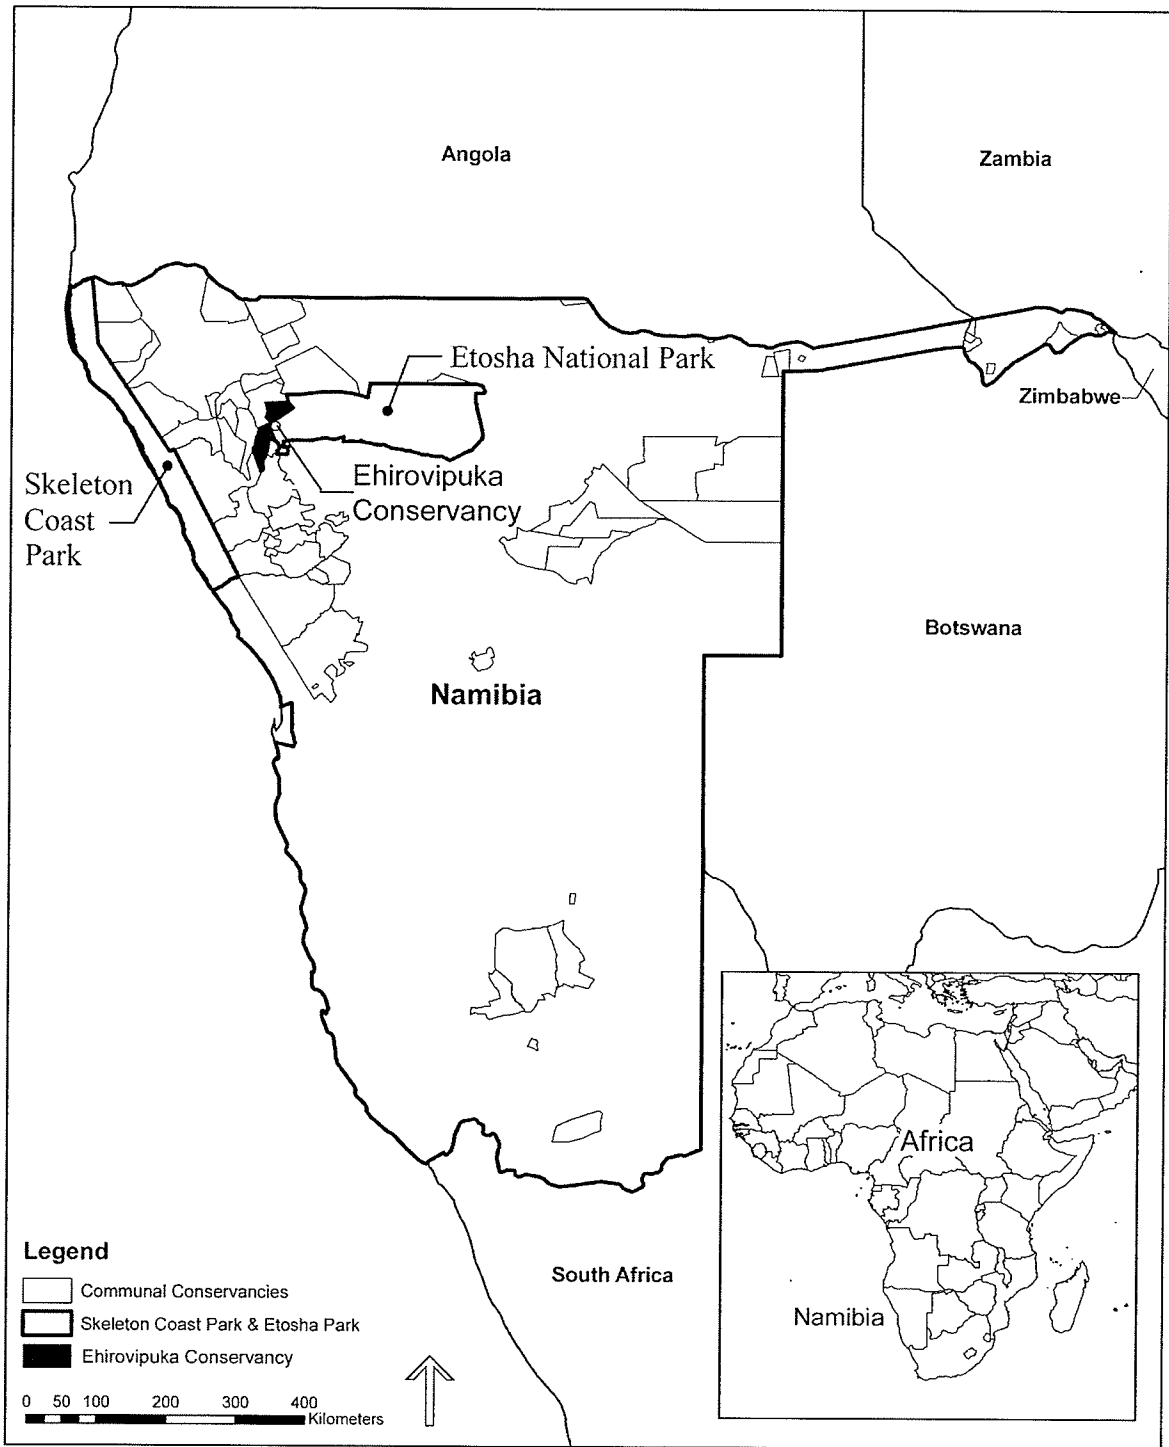 Angola
Zambia
Etosha National Park
Zimbabwe
Ehirovipuka
Conservancy
Skeleton
Coast
Park
Botswana
Namibia
Africa
Namibia
South Africa
Legend
Communal Conservancies
Skeleton Coast Park & Etosha Park
Ehirovipuka Conservancy
0 50 100 200 300 400
Kilometers